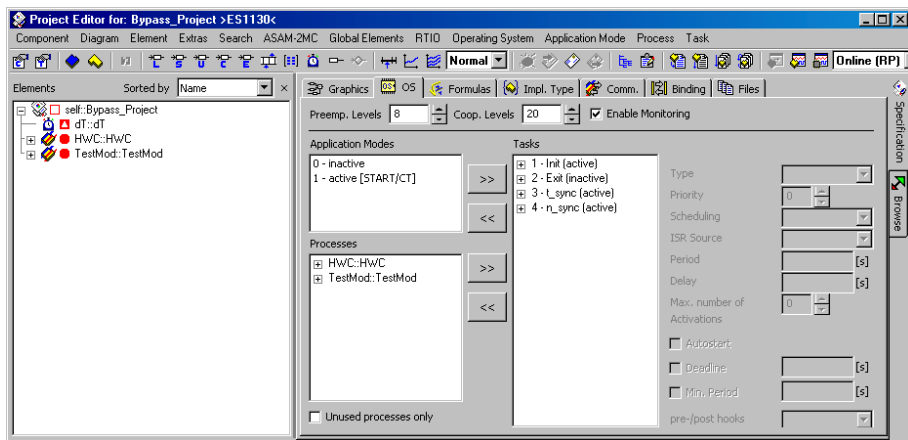 Project Editor for: Bypass_Project >ES1130<
Component Diagram Element Extras Search ASAM-2MC Global Elements RTIO Operating System Application Mode Process Task
Normal Online (RP)
Elements Sorted by Name
self::Bypass_Project
dT::dT
HWC::HWC
TestMod::TestMod
Graphics OS Formulas Impl. Type Comm. Binding Files
Preemp. Levels 8 Coop. Levels 20 Enable Monitoring
Application Modes
0 - inactive
1 - active [START/CT]
>>
<<
Processes
HWC::HWC
TestMod::TestMod
>>
<<
Unused processes only
Tasks
1 - Init (active)
2 - Exit (inactive)
3 - t_sync (active)
4 - n_sync (active)
Type
Priority 0
Scheduling
ISR Source
Period [s]
Delay [s]
Max. number of
Activations 0
Autostart
Deadline [s]
Min. Period [s]
pre-/post hooks
Specification
Browse